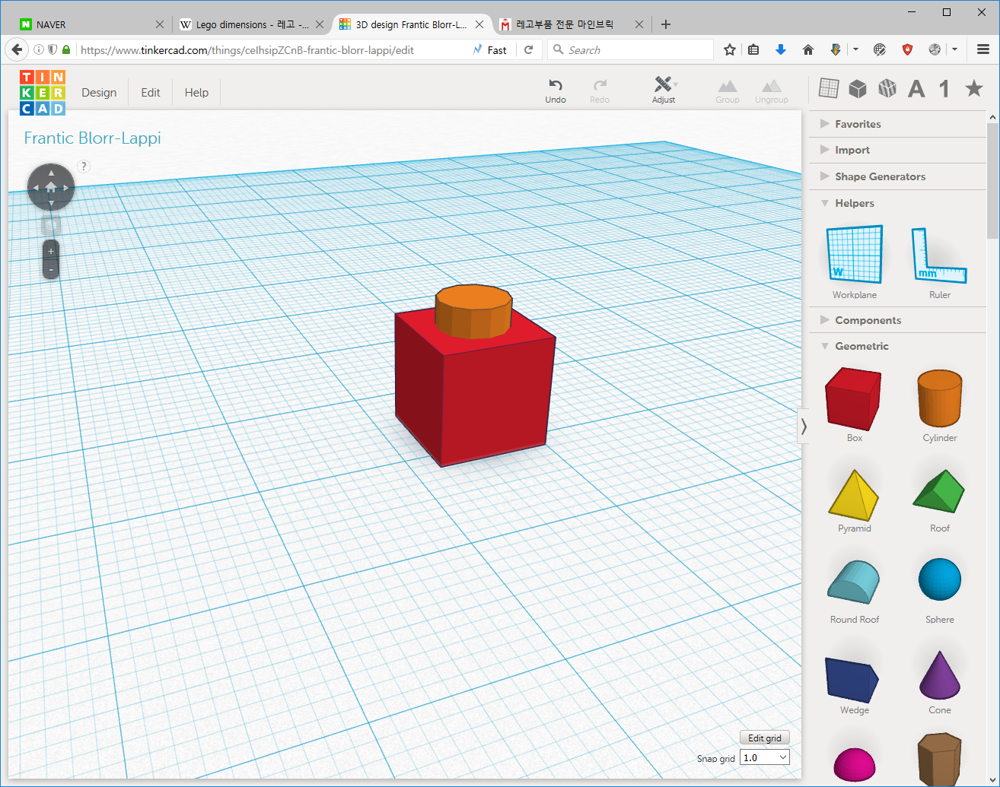 NAVER
Lego dimensions - 레고 -...
3D design Frantic Blorr-L...
레고부품 전문 마인브릭
https://www.tinkercad.com/things/celhsipZCnB-frantic-blorr-lappi/edit
Fast
Search
TIN
KER
CAD
Design
Edit
Help
Undo
Redo
Adjust
Group
Ungroup
A
1
Frantic Blorr-Lappi
?
+
-
Favorites
Import
Shape Generators
Helpers
W
mm
Workplane
Ruler
Components
Geometric
Box
Cylinder
Pyramid
Roof
Round Roof
Sphere
Wedge
Cone
Edit grid
Snap grid
1.0